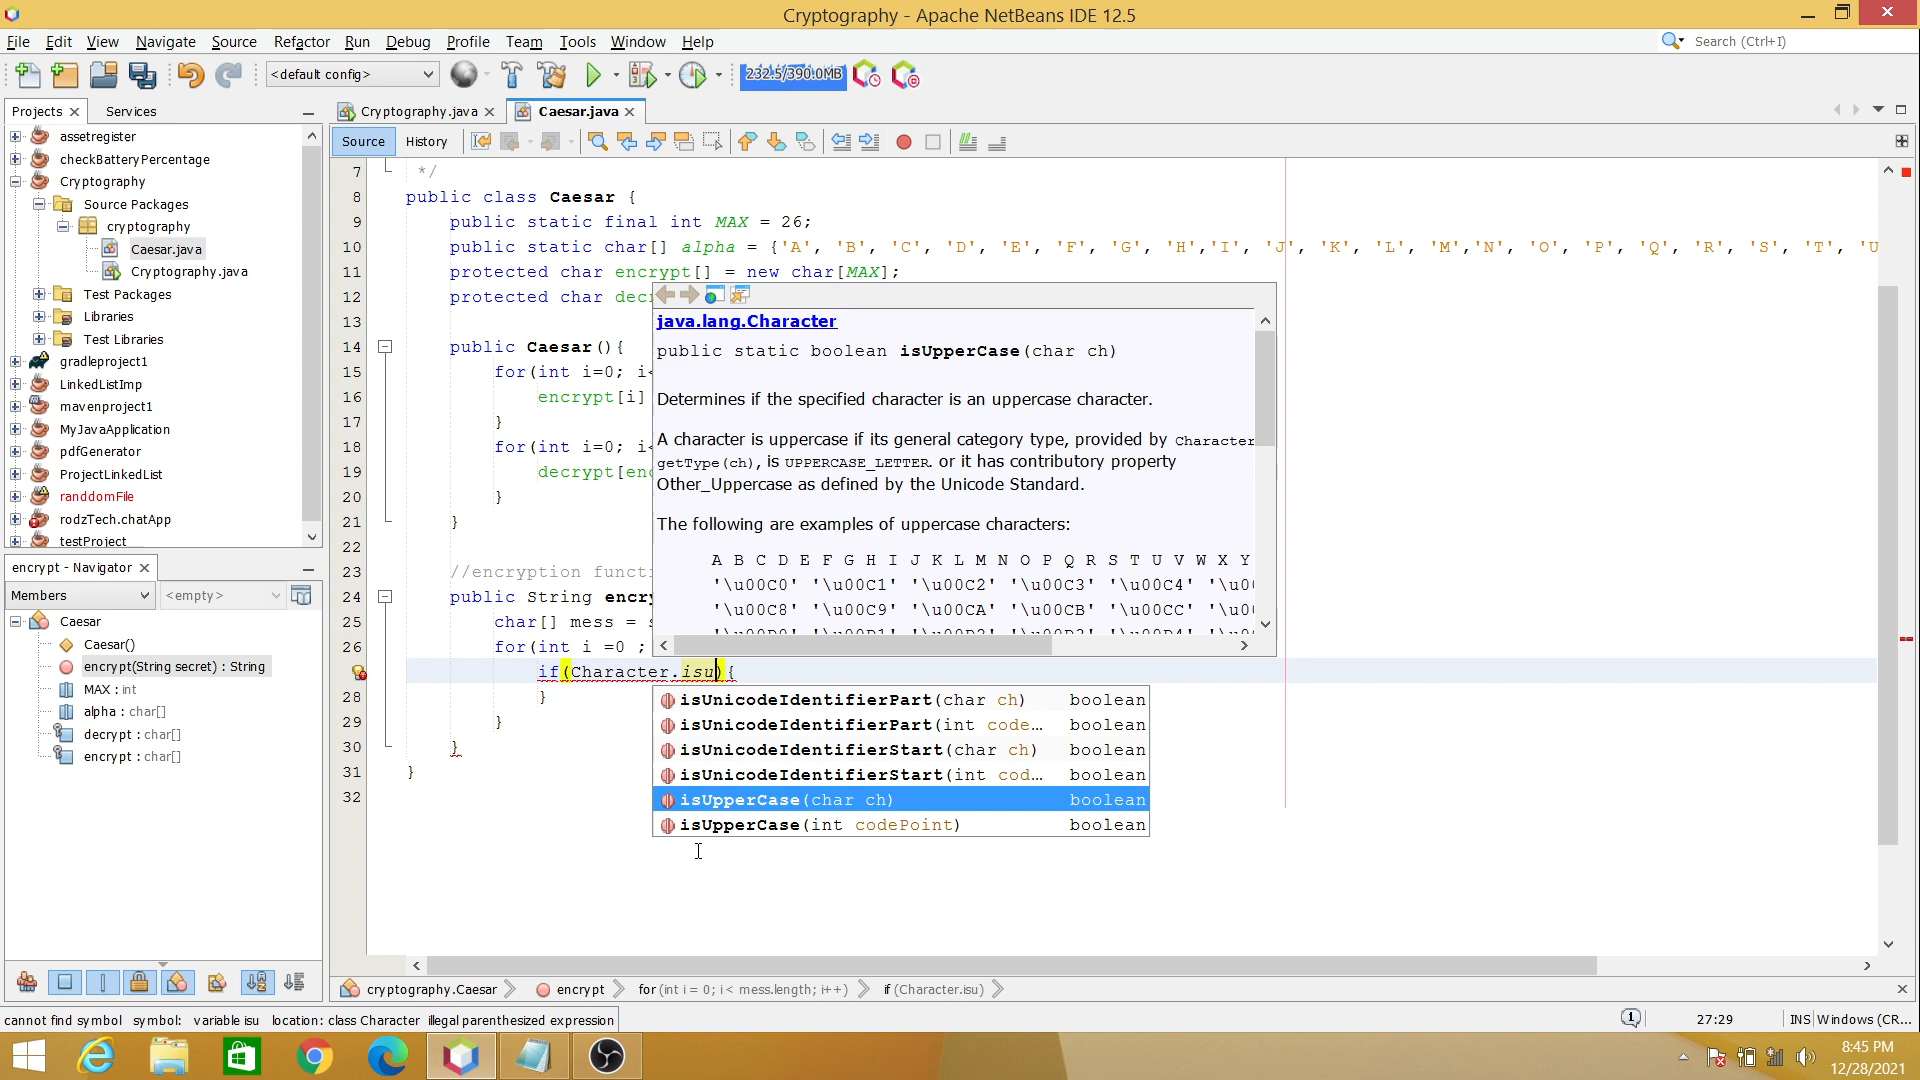 Cryptography - Apache NetBeans IDE 12.5
File Edit View Navigate Source Refactor Run Debug Profile Team Tools Window Help
Search (Ctrl+I)
<default config>
232.5/390.0MB
Projects
Services
Cryptography.java
Caesar.java
Source
History
assetregister
checkBatteryPercentage
Cryptography
Source Packages
cryptography
Caesar.java
Cryptography.java
Test Packages
Libraries
Test Libraries
gradleproject1
LinkedListImp
mavenproject1
MyJavaApplication
pdfGenerator
ProjectLinkedList
randdomFile
rodzTech.chatApp
testProject
encrypt - Navigator
Members
<empty>
Caesar
Caesar()
encrypt(String secret) : String
MAX : int
alpha : char[]
decrypt : char[]
encrypt : char[]
7 */
8 public class Caesar {
9 public static final int MAX = 26;
10 public static char[] alpha = {'A', 'B', 'C', 'D', 'E', 'F', 'G', 'H','I', 'J', 'K', 'L', 'M','N', 'O', 'P', 'Q', 'R', 'S', 'T', 'U
11 protected char encrypt[] = new char[MAX];
12 protected char decr
13
14 public Caesar(){
15 for(int i=0; i<
16 encrypt[i]
17 }
18 for(int i=0; i<
19 decrypt[enc
20 }
21 }
22
23 //encryption functi
24 public String encry
25 char[] mess = s
26 for(int i =0 ;
if(Character.isu){
28 }
29 }
30 }
31 }
32
java.lang.Character
public static boolean isUpperCase(char ch)
Determines if the specified character is an uppercase character.
A character is uppercase if its general category type, provided by Character
getType(ch), is UPPERCASE_LETTER. or it has contributory property
Other_Uppercase as defined by the Unicode Standard.
The following are examples of uppercase characters:
A B C D E F G H I J K L M N O P Q R S T U V W X Y
'\u00C0' '\u00C1' '\u00C2' '\u00C3' '\u00C4' '\u00
'\u00C8' '\u00C9' '\u00CA' '\u00CB' '\u00CC' '\u00
'\u00D0' '\u00D1' '\u00D2' '\u00D3' '\u00D4' '\u00
isUnicodeIdentifierPart(char ch) boolean
isUnicodeIdentifierPart(int code... boolean
isUnicodeIdentifierStart(char ch) boolean
isUnicodeIdentifierStart(int cod... boolean
isUpperCase(char ch) boolean
isUpperCase(int codePoint) boolean
cryptography.Caesar
encrypt
for (int i = 0; i < mess.length; i++)
if (Character.isu)
cannot find symbol symbol: variable isu location: class Character illegal parenthesized expression
1
27:29
INS
Windows (CR...
8:45 PM
12/28/2021